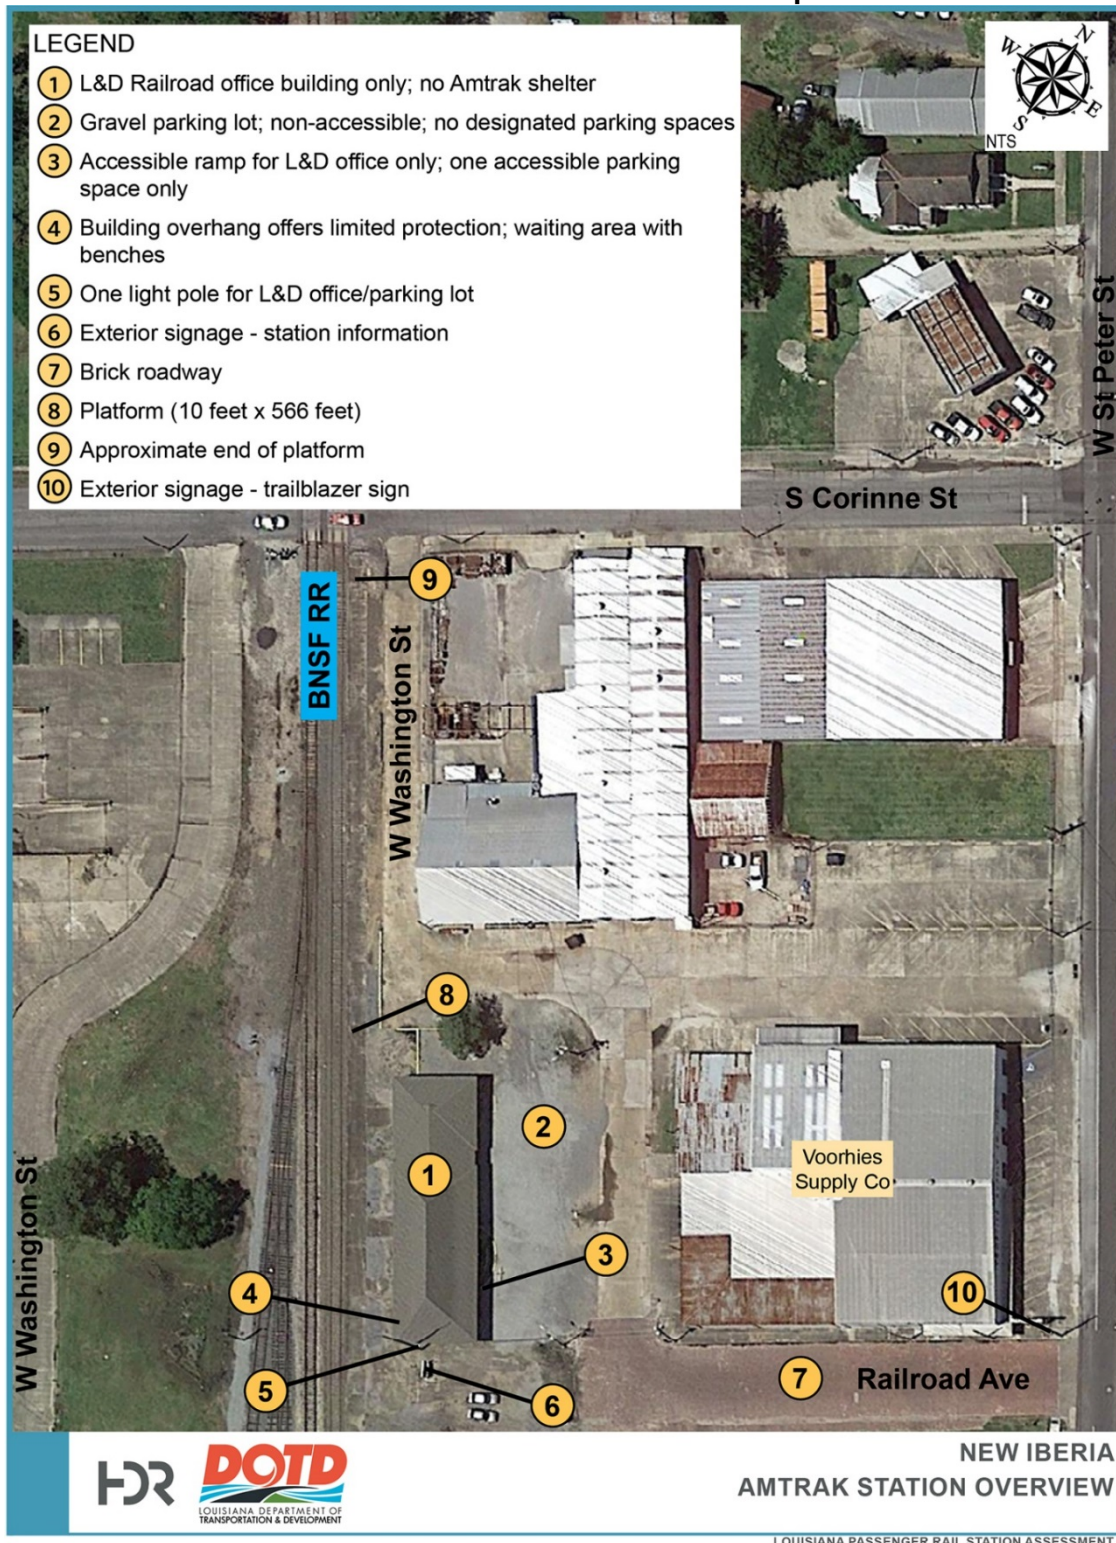 LEGEND
1 L&D Railroad office building only; no Amtrak shelter
2 Gravel parking lot; non-accessible; no designated parking spaces
3 Accessible ramp for L&D office only; one accessible parking
space only
4 Building overhang offers limited protection; waiting area with
benches
5 One light pole for L&D office/parking lot
6 Exterior signage - station information
7 Brick roadway
8 Platform (10 feet x 566 feet)
9 Approximate end of platform
10 Exterior signage - trailblazer sign
N
W
E
S
NTS
W St Peter St
S Corinne St
9
BNSF RR
W Washington St
8
2
1
Voorhies
Supply Co
3
W Washington St
4
10
5
6
7
Railroad Ave
HDR
DOTD
LOUISIANA DEPARTMENT OF
TRANSPORTATION & DEVELOPMENT
NEW IBERIA
AMTRAK STATION OVERVIEW
LOUISIANA PASSENGER RAIL STATION ASSESSMENT